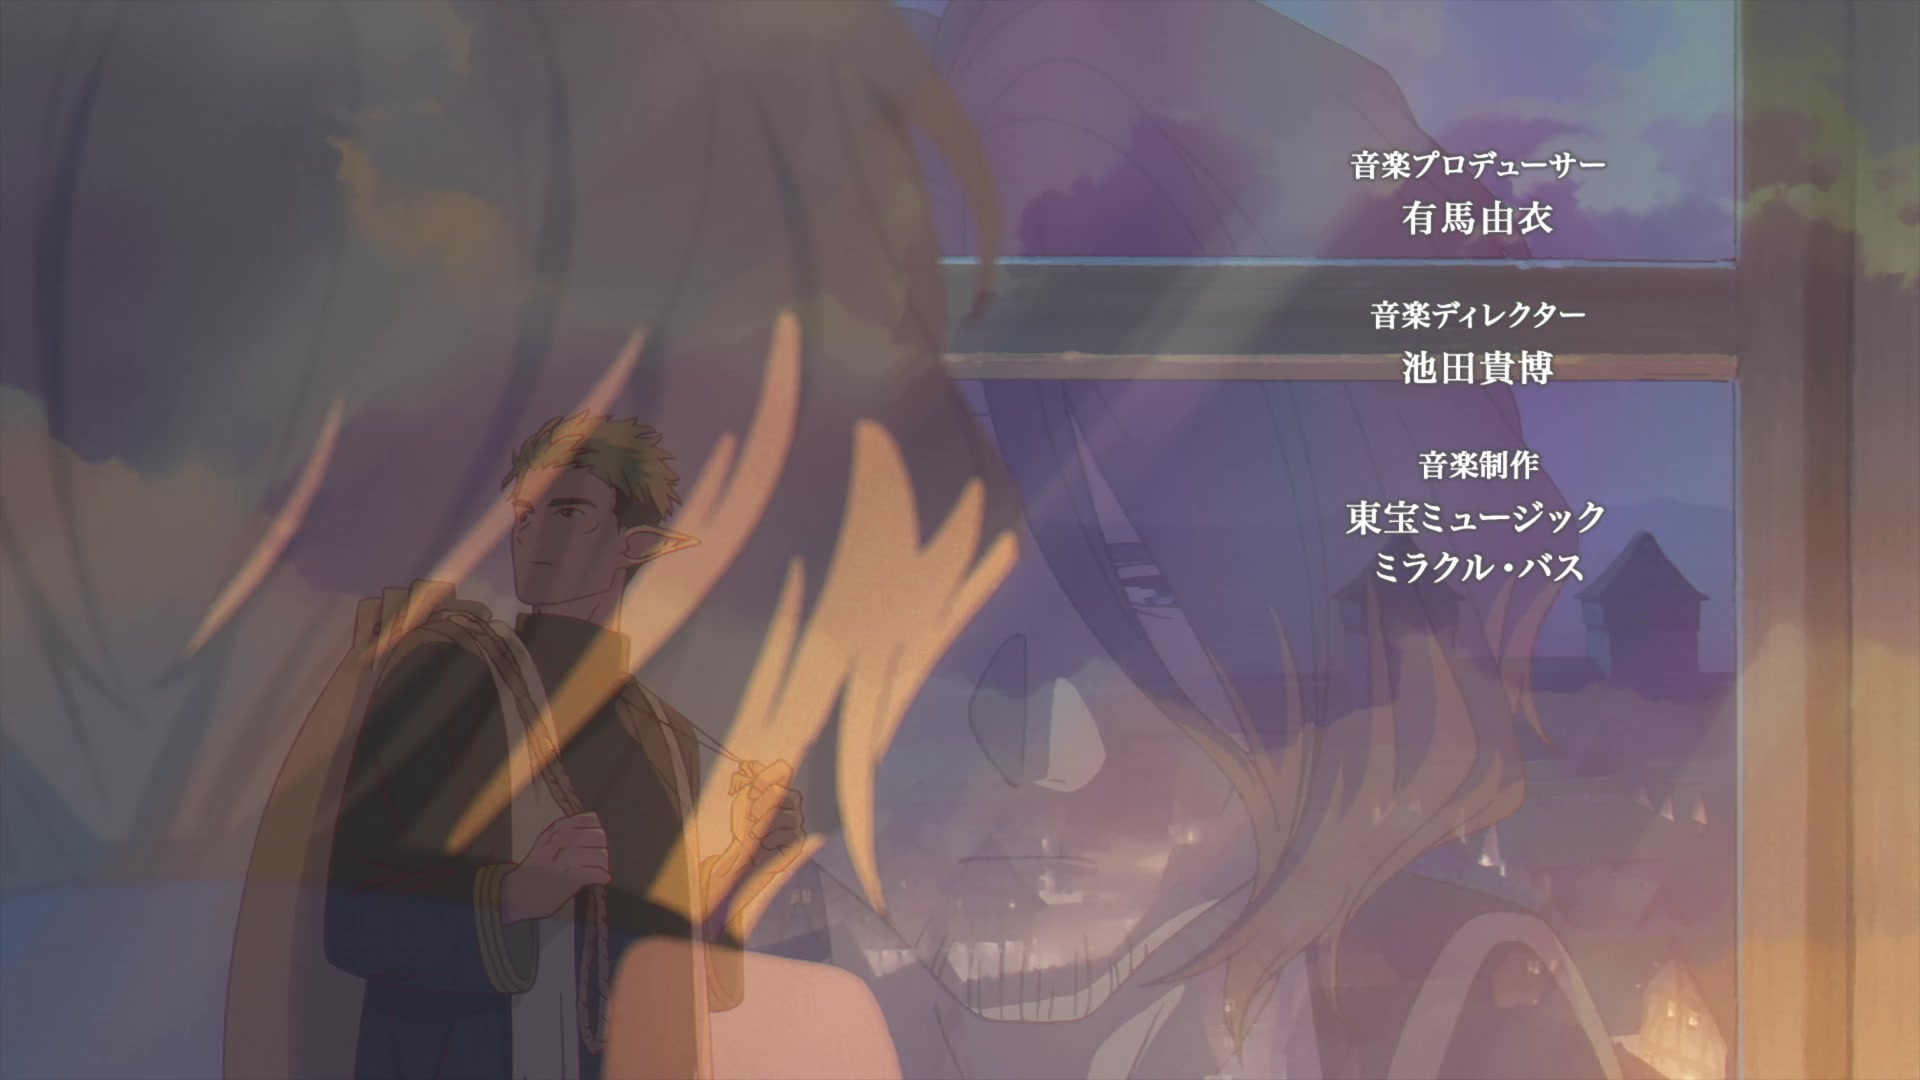 音楽プロデューサー
有馬由衣
音楽ディレクター
池田貴博
音楽制作
東宝ミュージック
ミラクル・バス